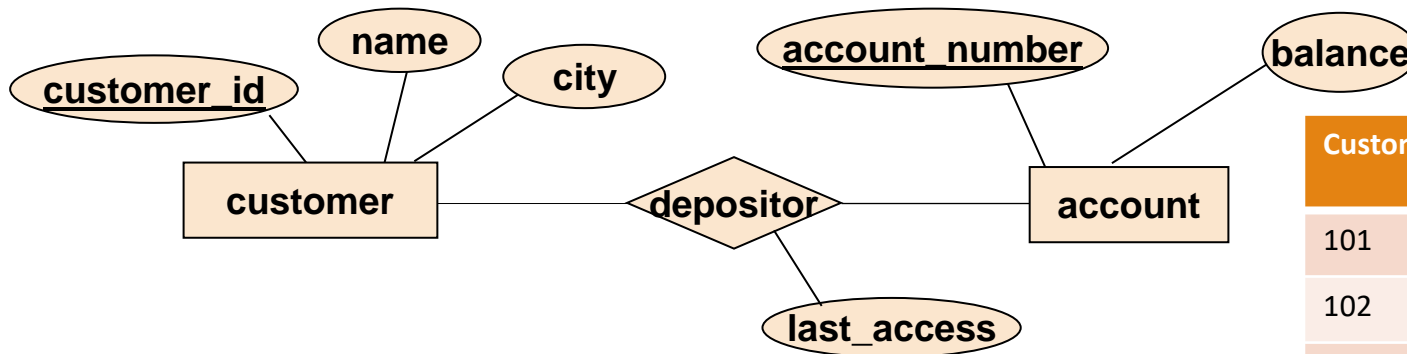 name
account_number
balance
city
customer_id
customer
depositor
account
last_access
101
102